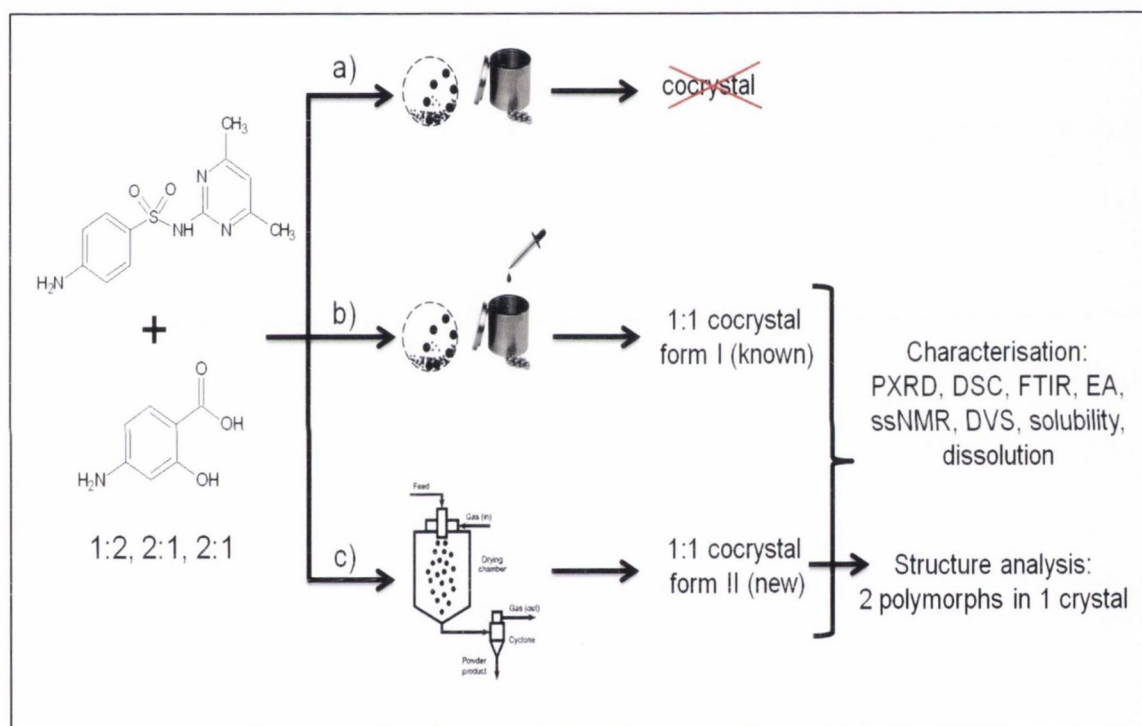 a)
cocrystal
CH3
N
O O
S
NH N
CH3
H2N
+
b)
1:1 cocrystal
form I (known)
Characterisation:
PXRD, DSC, FTIR, EA,
ssNMR, DVS, solubility,
dissolution
O
OH
H2N OH
1:2, 2:1, 2:1
c)
Feed
Gas (in)
Drying
chamber
Gas (out)
Cyclone
Powder
product
1:1 cocrystal
form II (new)
Structure analysis:
2 polymorphs in 1 crystal